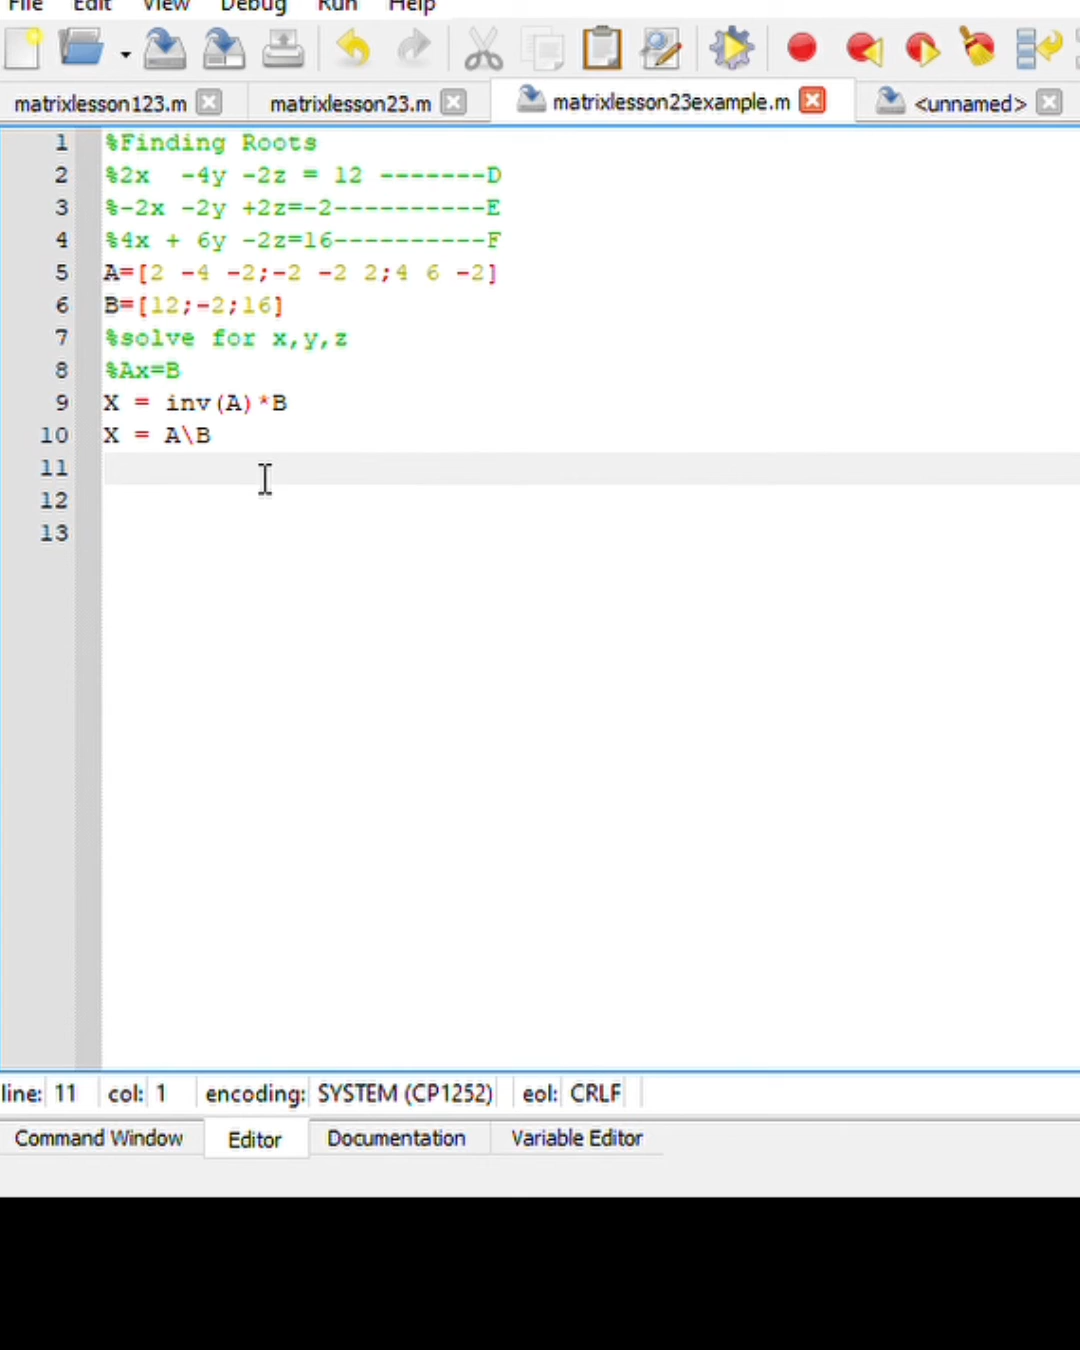 File Edit View Debug Run Help
matrixlesson123.m matrixlesson23.m matrixlesson23example.m <unnamed>
1 %Finding Roots
2 %2x  -4y -2z = 12 -------D
3 %-2x -2y +2z=-2----------E
4 %4x + 6y -2z=16----------F
5 A=[2 -4 -2;-2 -2 2;4 6 -2]
6 B=[12;-2;16]
7 %solve for x,y,z
8 %Ax=B
9 X = inv(A)*B
10 X = A\B
11
12
13
line: 11 col: 1 encoding: SYSTEM (CP1252) eol: CRLF
Command Window Editor Documentation Variable Editor